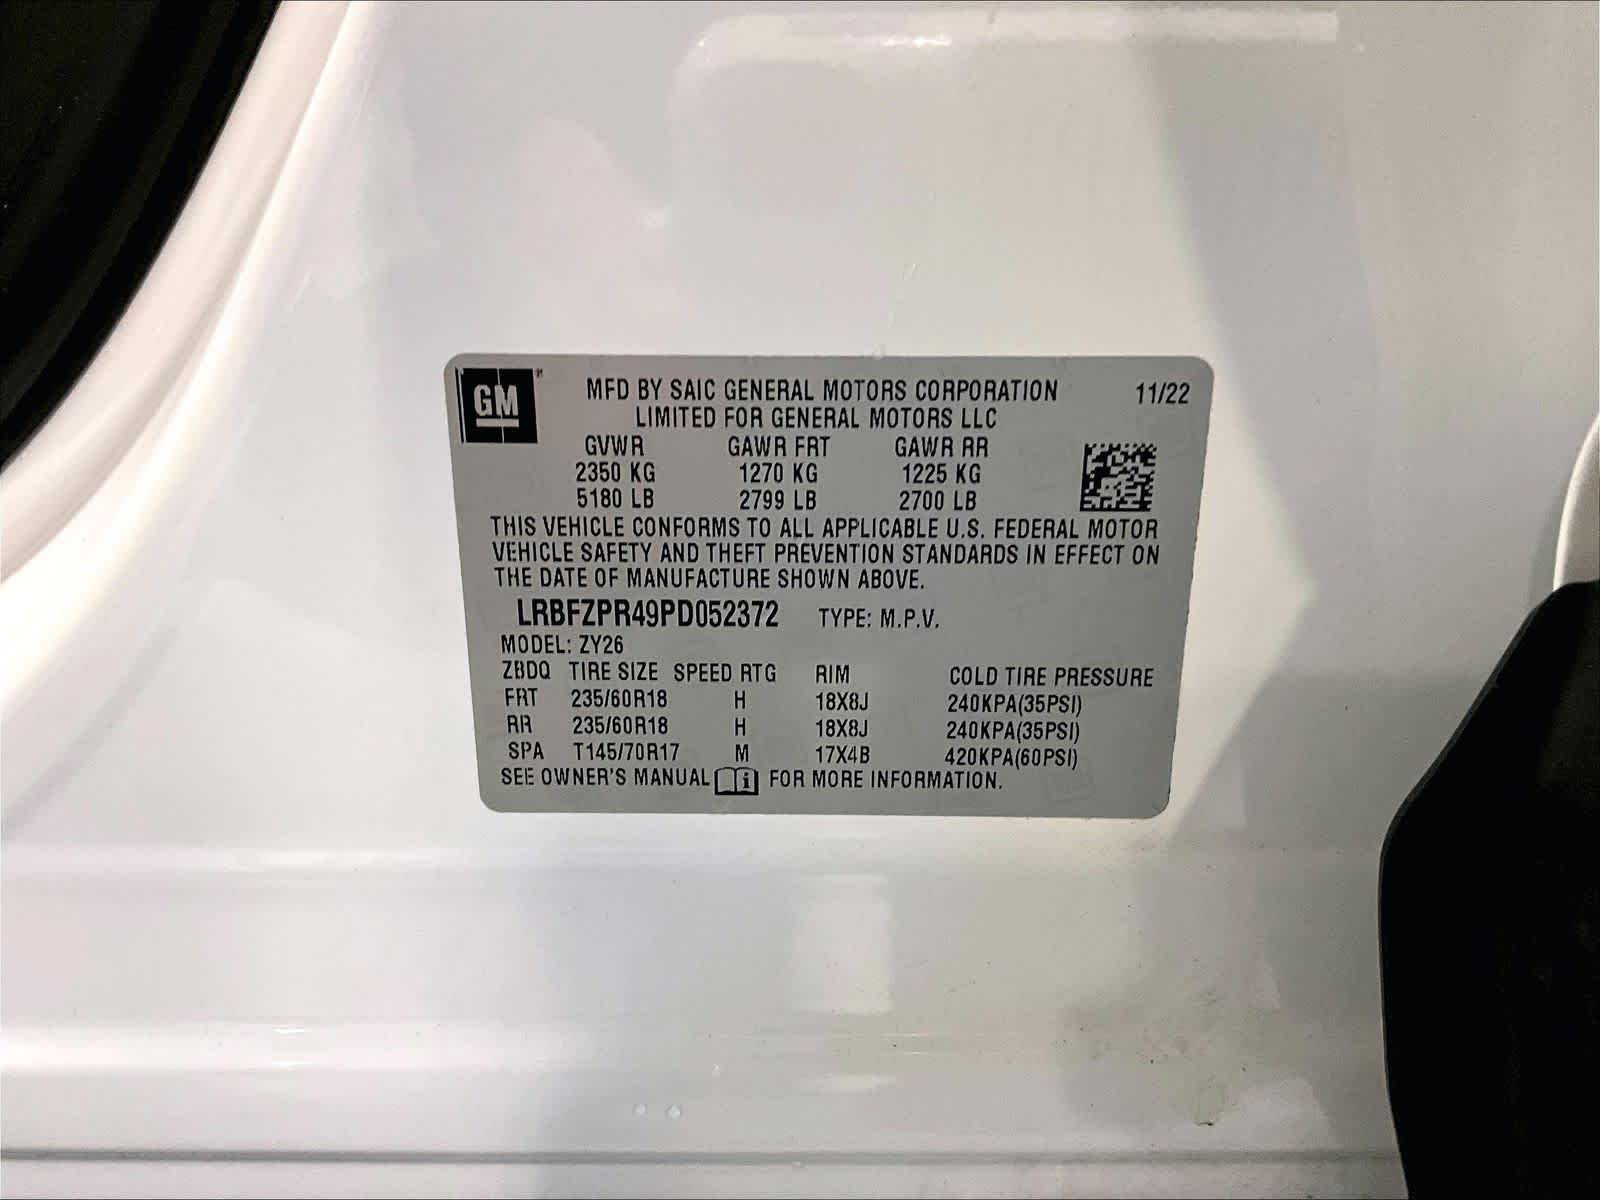 GM
MFD BY SAIC GENERAL MOTORS CORPORATION 11/22
LIMITED FOR GENERAL MOTORS LLC
GVWR GAWR FRT GAWR RR
2350 KG 1270 KG 1225 KG
5180 LB 2799 LB 2700 LB
THIS VEHICLE CONFORMS TO ALL APPLICABLE U.S. FEDERAL MOTOR
VEHICLE SAFETY AND THEFT PREVENTION STANDARDS IN EFFECT ON
THE DATE OF MANUFACTURE SHOWN ABOVE.
LRBFZPR49PD052372 TYPE: M.P.V.
MODEL: ZY26
ZBDQ TIRE SIZE SPEED RTG RIM COLD TIRE PRESSURE
FRT 235/60R18 H 18X8J 240KPA(35PSI)
RR 235/60R18 H 18X8J 240KPA(35PSI)
SPA T145/70R17 M 17X4B 420KPA(60PSI)
SEE OWNER'S MANUAL i FOR MORE INFORMATION.